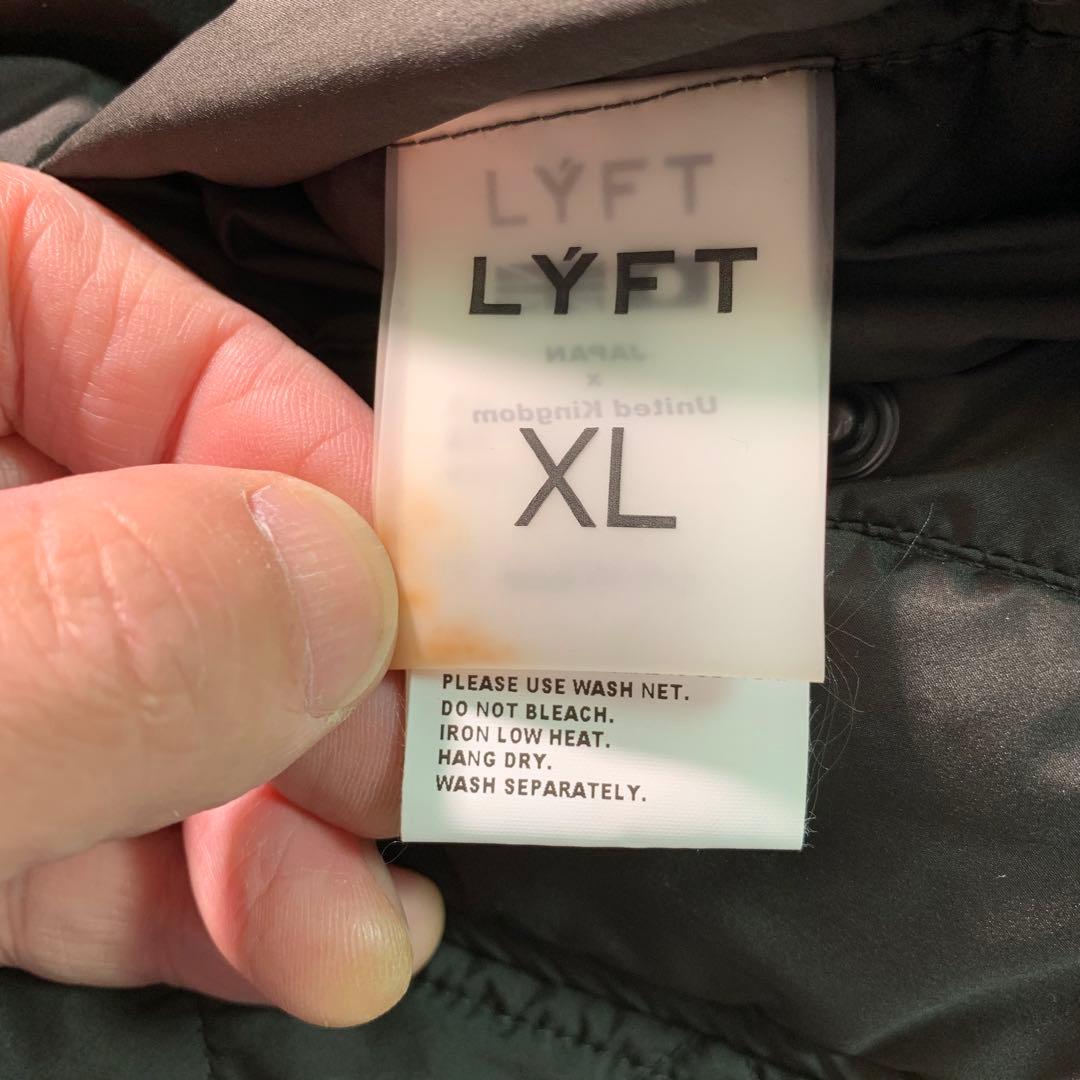 LÝFT
LÝFT
JAPAN
x
United Kingdom
XL
PLEASE USE WASH NET.
DO NOT BLEACH.
IRON LOW HEAT.
HANG DRY.
WASH SEPARATELY.